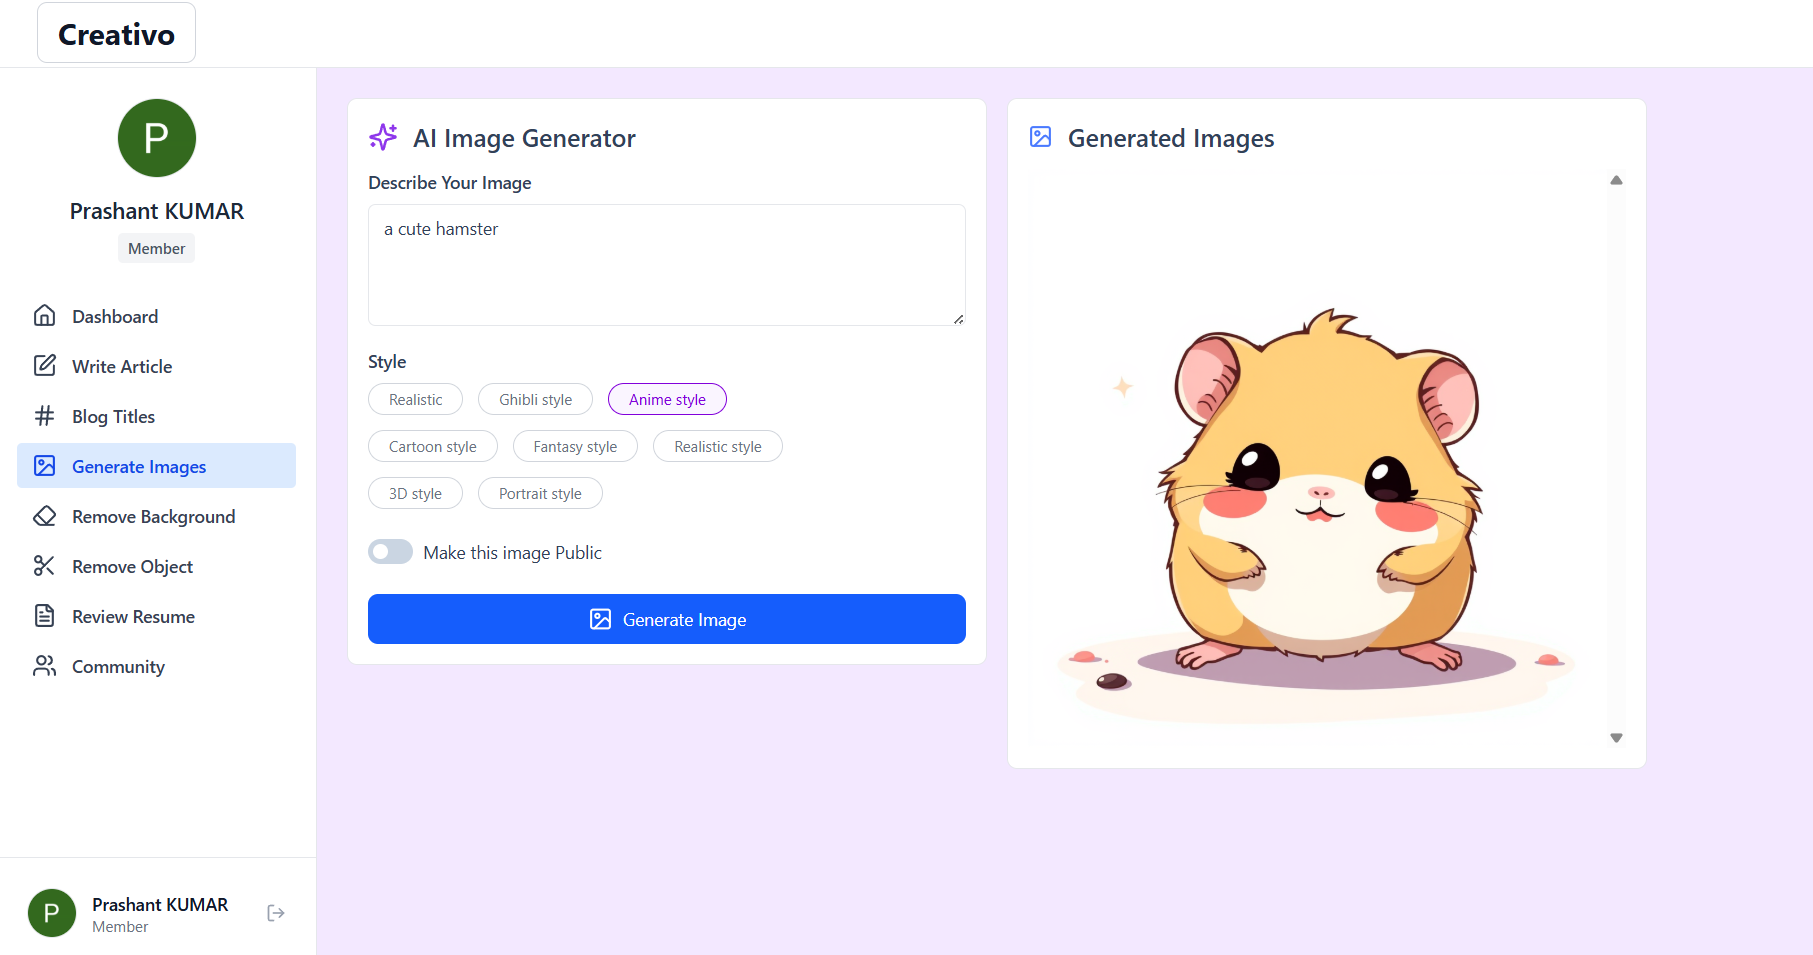 Creativo
P
Prashant KUMAR
Member
Dashboard
Write Article
Blog Titles
Generate Images
Remove Background
Remove Object
Review Resume
Community
P
Prashant KUMAR
Member
AI Image Generator
Describe Your Image
a cute hamster
Style
Realistic
Ghibli style
Anime style
Cartoon style
Fantasy style
Realistic style
3D style
Portrait style
Make this image Public
Generate Image
Generated Images